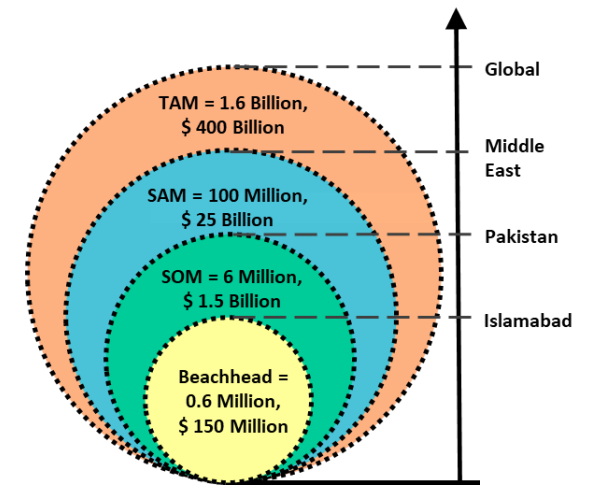 Global
TAM = 1.6 Billion,
$ 400 Billion
Middle
East
SAM = 100 Million,
$ 25 Billion
Pakistan
SOM = 6 Million,
$ 1.5 Billion
Islamabad
Beachhead =
0.6 Million,
$ 150 Million